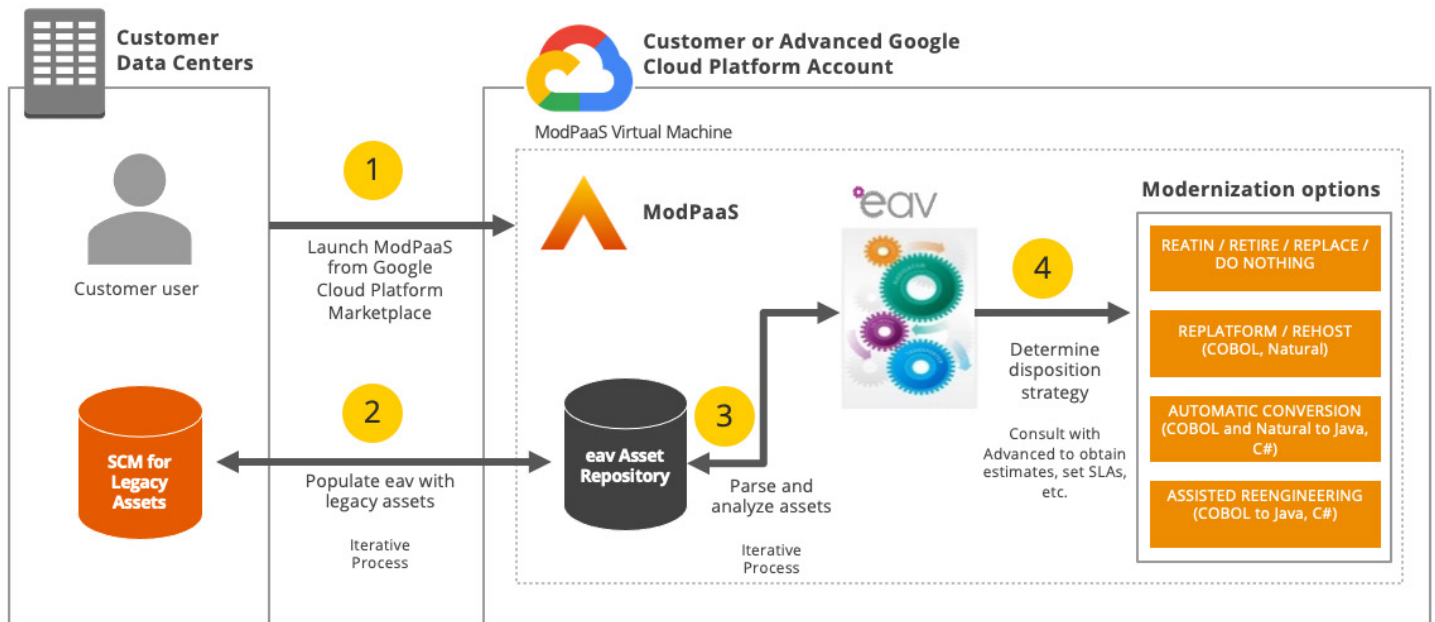 Customer
Data Centers
Customer or Advanced Google
Cloud Platform Account
ModPaaS Virtual Machine
1
Launch ModPaaS
from Google
Cloud Platform
Marketplace
Customer user
ModPaaS
eav
Modernization options
REATIN / RETIRE / REPLACE /
DO NOTHING
REPLATFORM / REHOST
(COBOL, Natural)
AUTOMATIC CONVERSION
(COBOL and Natural to Java,
C#)
ASSISTED REENGINEERING
(COBOL to Java, C#)
4
Determine
disposition
strategy
Consult with
Advanced to obtain
estimates, set SLAs,
etc.
2
Populate eav with
legacy assets
Iterative
Process
SCM for
Legacy
Assets
eav Asset
Repository
3
Parse and
analyze assets
Iterative
Process